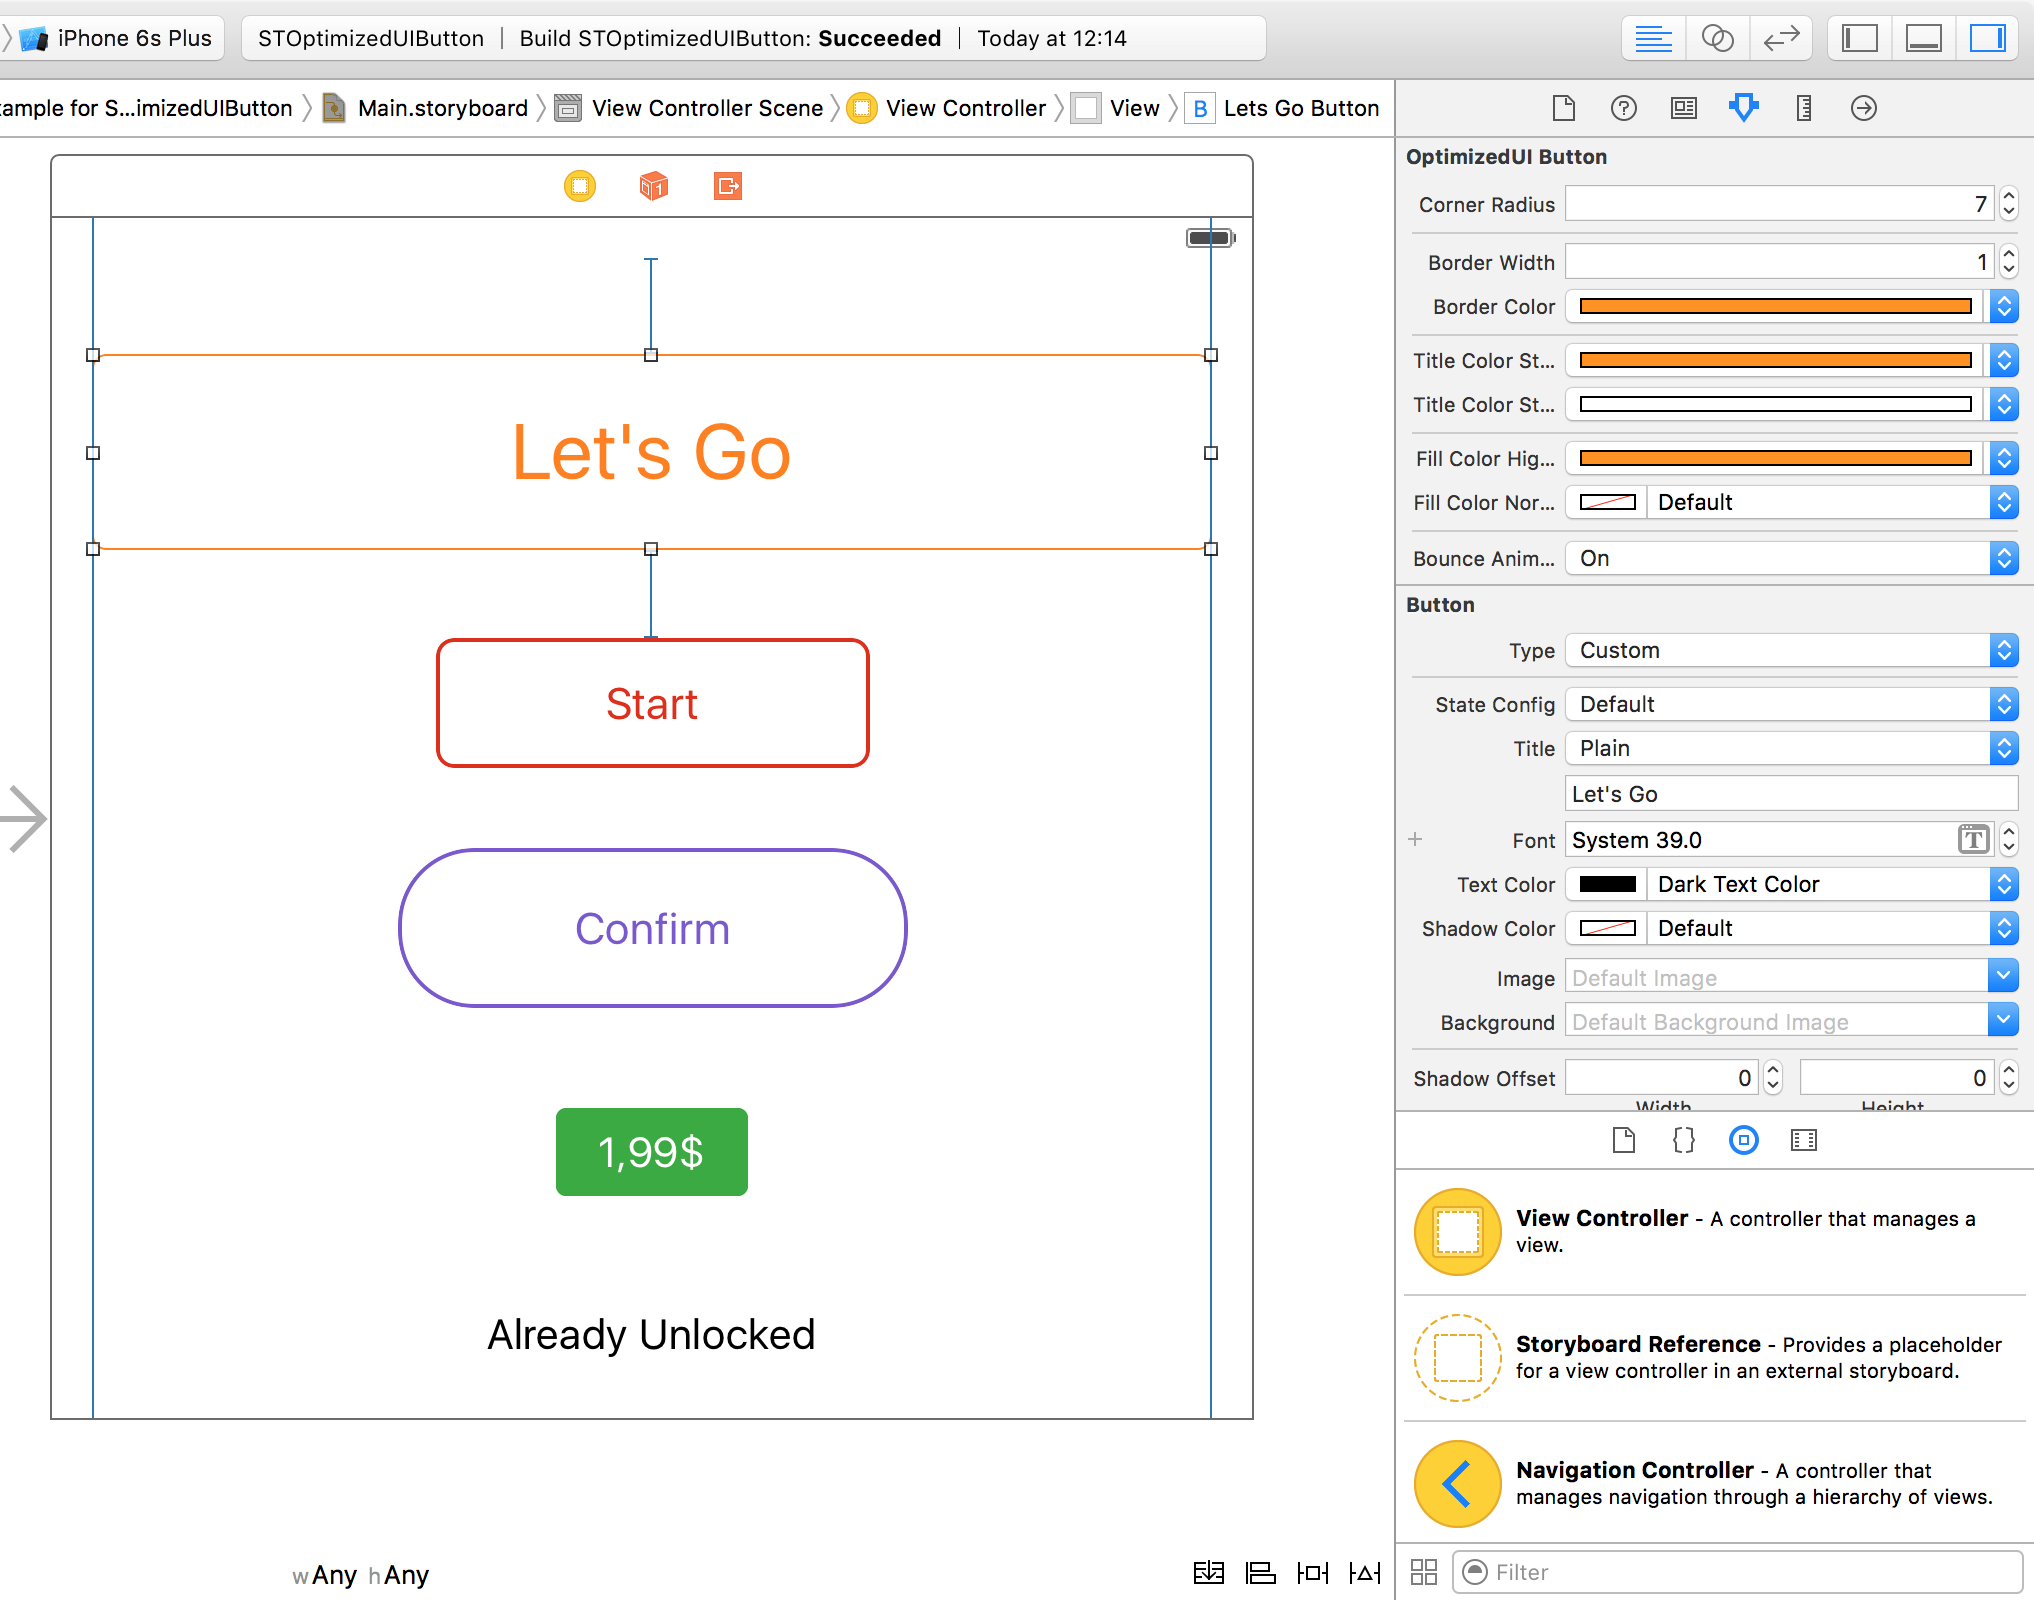 iPhone 6s Plus
STOptimizedUIButton | Build STOptimizedUIButton: Succeeded | Today at 12:14
ample for S...imizedUIButton
Main.storyboard
View Controller Scene
View Controller
View
B Lets Go Button
Let's Go
Start
Confirm
1,99$
Already Unlocked
wAny hAny
OptimizedUI Button
Corner Radius 7
Border Width 1
Border Color
Title Color St...
Title Color St...
Fill Color Hig...
Fill Color Nor... Default
Bounce Anim... On
Button
Type Custom
State Config Default
Title Plain
Let's Go
+ Font System 39.0 T
Text Color Dark Text Color
Shadow Color Default
Image Default Image
Background Default Background Image
Shadow Offset 0 0
Width Height
{}
View Controller - A controller that manages a
view.
Storyboard Reference - Provides a placeholder
for a view controller in an external storyboard.
Navigation Controller - A controller that
manages navigation through a hierarchy of views.
Filter